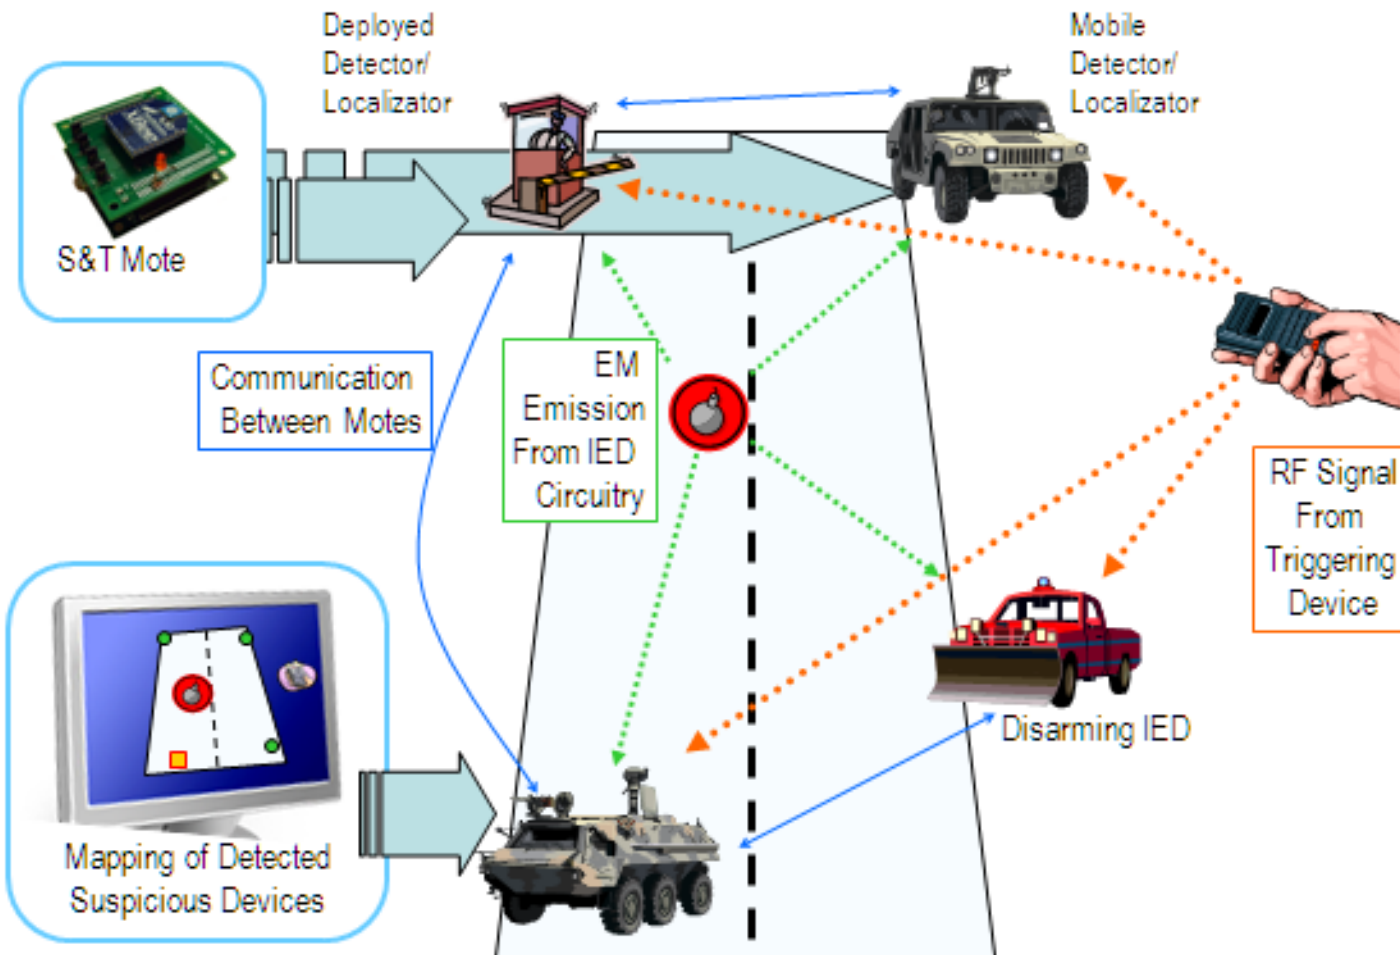 Deployed
Detector/
Localizator
Mobile
Detector/
Localizator
S&T Mote
Communication
Between Motes
EM
Emission
From IED
Circuitry
RF Signal
From
Triggering
Device
Disarming IED
Mapping of Detected
Suspicious Devices